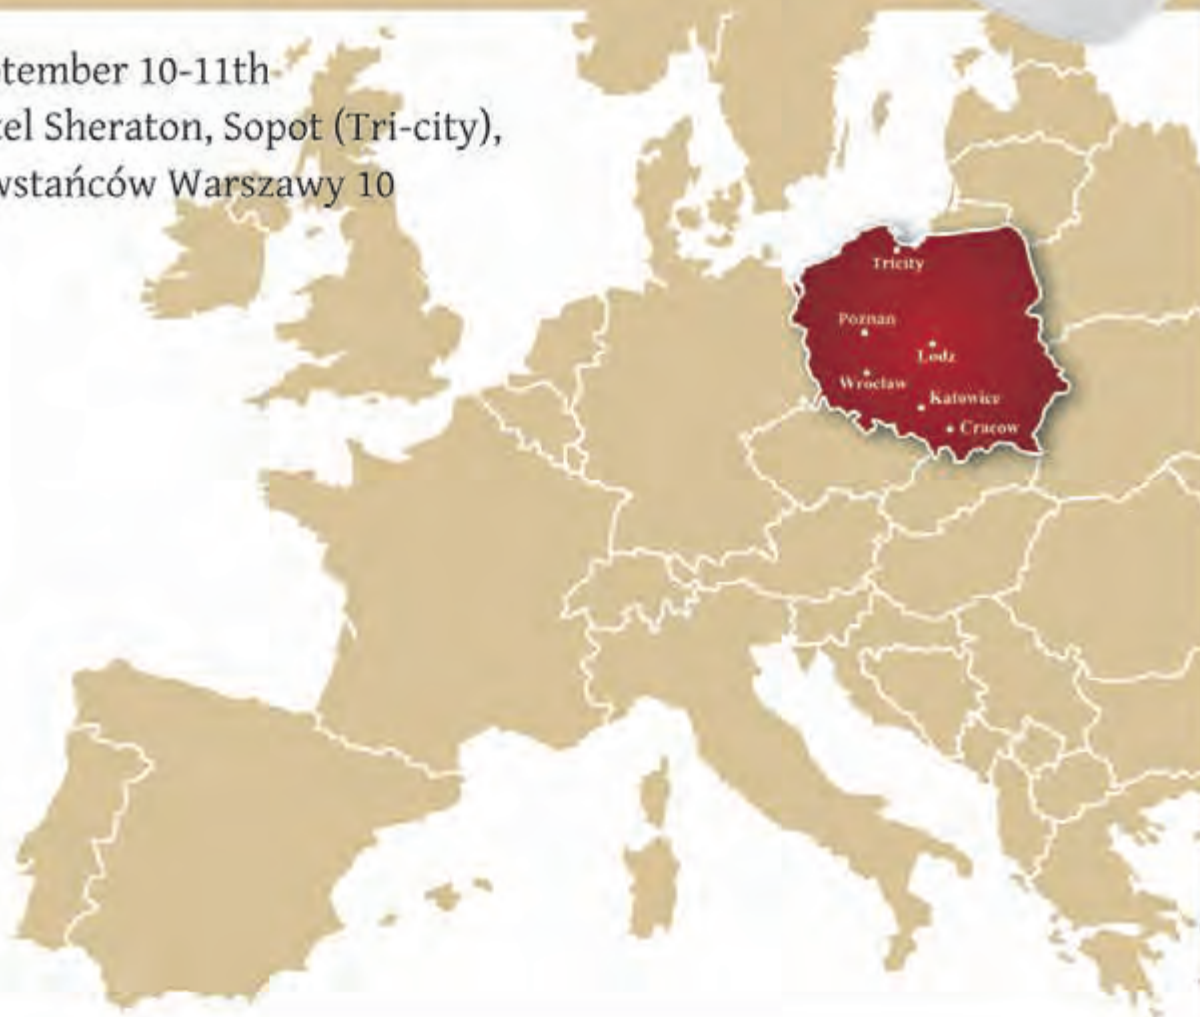 tember 10-11th
tel Sheraton, Sopot (Tri-city),
wstańców Warszawy 10
Tricity
Poznan
Lodz
Wrocław
Katowice
Cracow